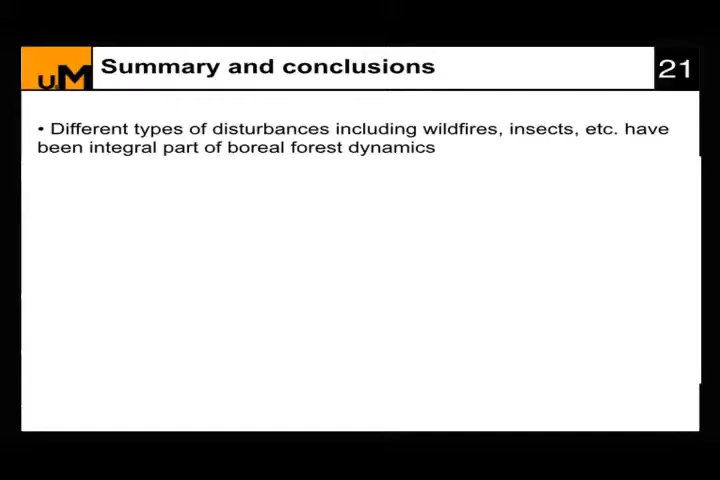 UM
Summary and conclusions
21
• Different types of disturbances including wildfires, insects, etc. have
been integral part of boreal forest dynamics